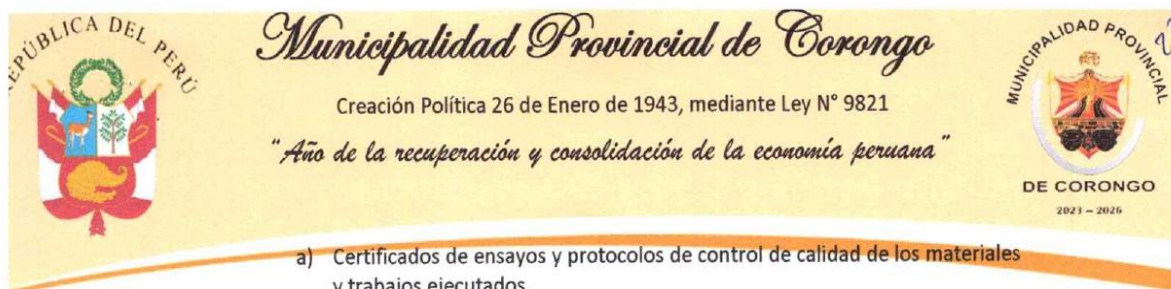 REPÚBLICA DEL PERÚ
Municipalidad Provincial de Corongo
Creación Política 26 de Enero de 1943, mediante Ley N° 9821
"Año de la recuperación y consolidación de la economía peruana"
MUNICIPALIDAD PROVINCIAL
DE CORONGO
2023 – 2026
a) Certificados de ensayos y protocolos de control de calidad de los materiales
y trabajos ejecutados